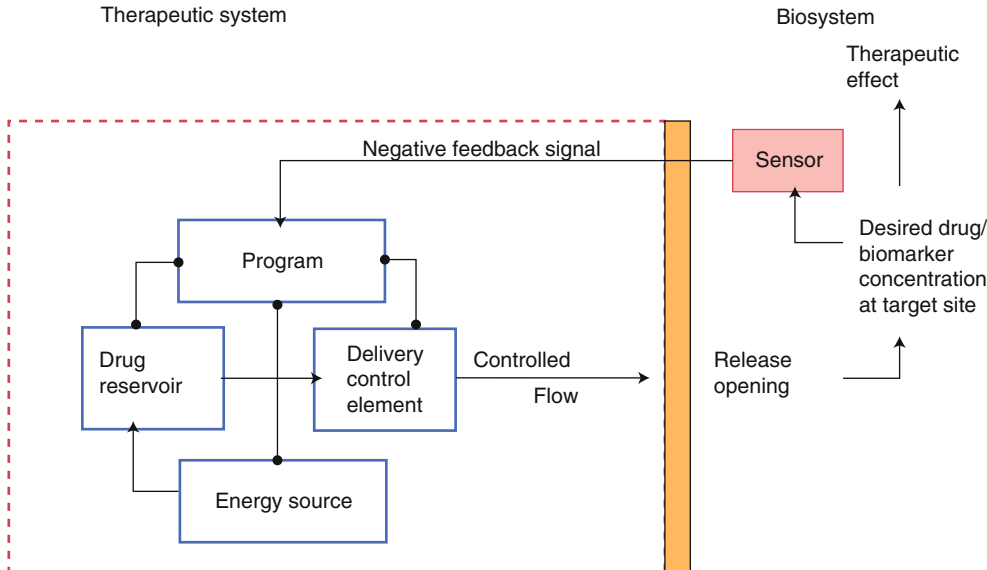 Therapeutic system
Biosystem
Therapeutic
effect
Negative feedback signal
Sensor
Program
Desired drug/
biomarker
concentration
at target site
Drug
reservoir
Delivery
control
element
Controlled
Flow
Release
opening
Energy source